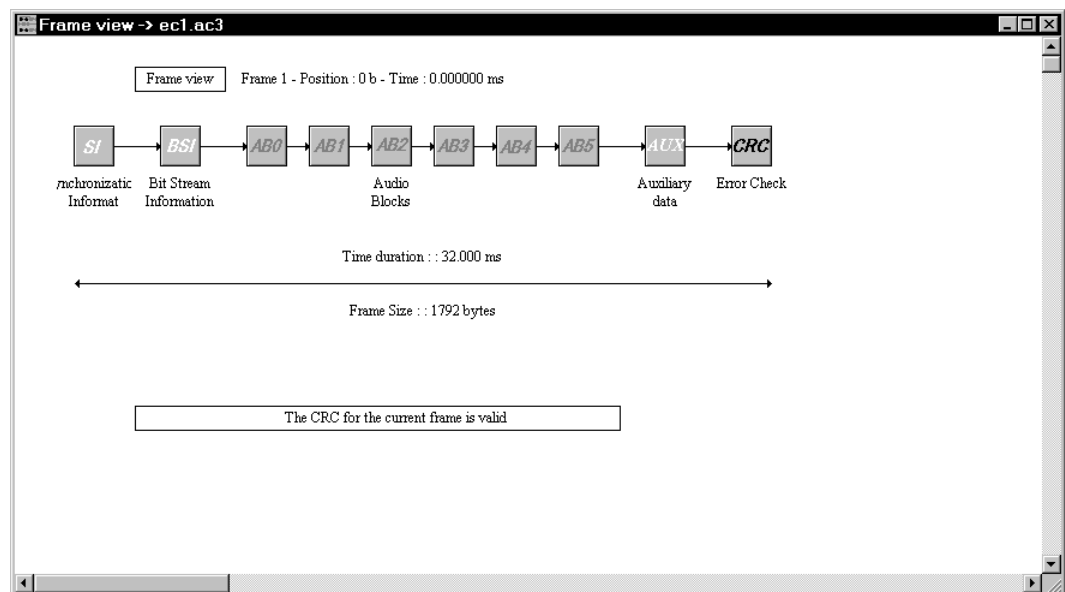 Frame view -> ec1.ac3
Frame view Frame 1 - Position : 0 b - Time : 0.000000 ms
SI BSI AB0 AB1 AB2 AB3 AB4 AB5 AUX CRC
nchronizatic Bit Stream Audio Auxiliary Error Check
Informat Information Blocks data
Time duration : : 32.000 ms
Frame Size : : 1792 bytes
The CRC for the current frame is valid